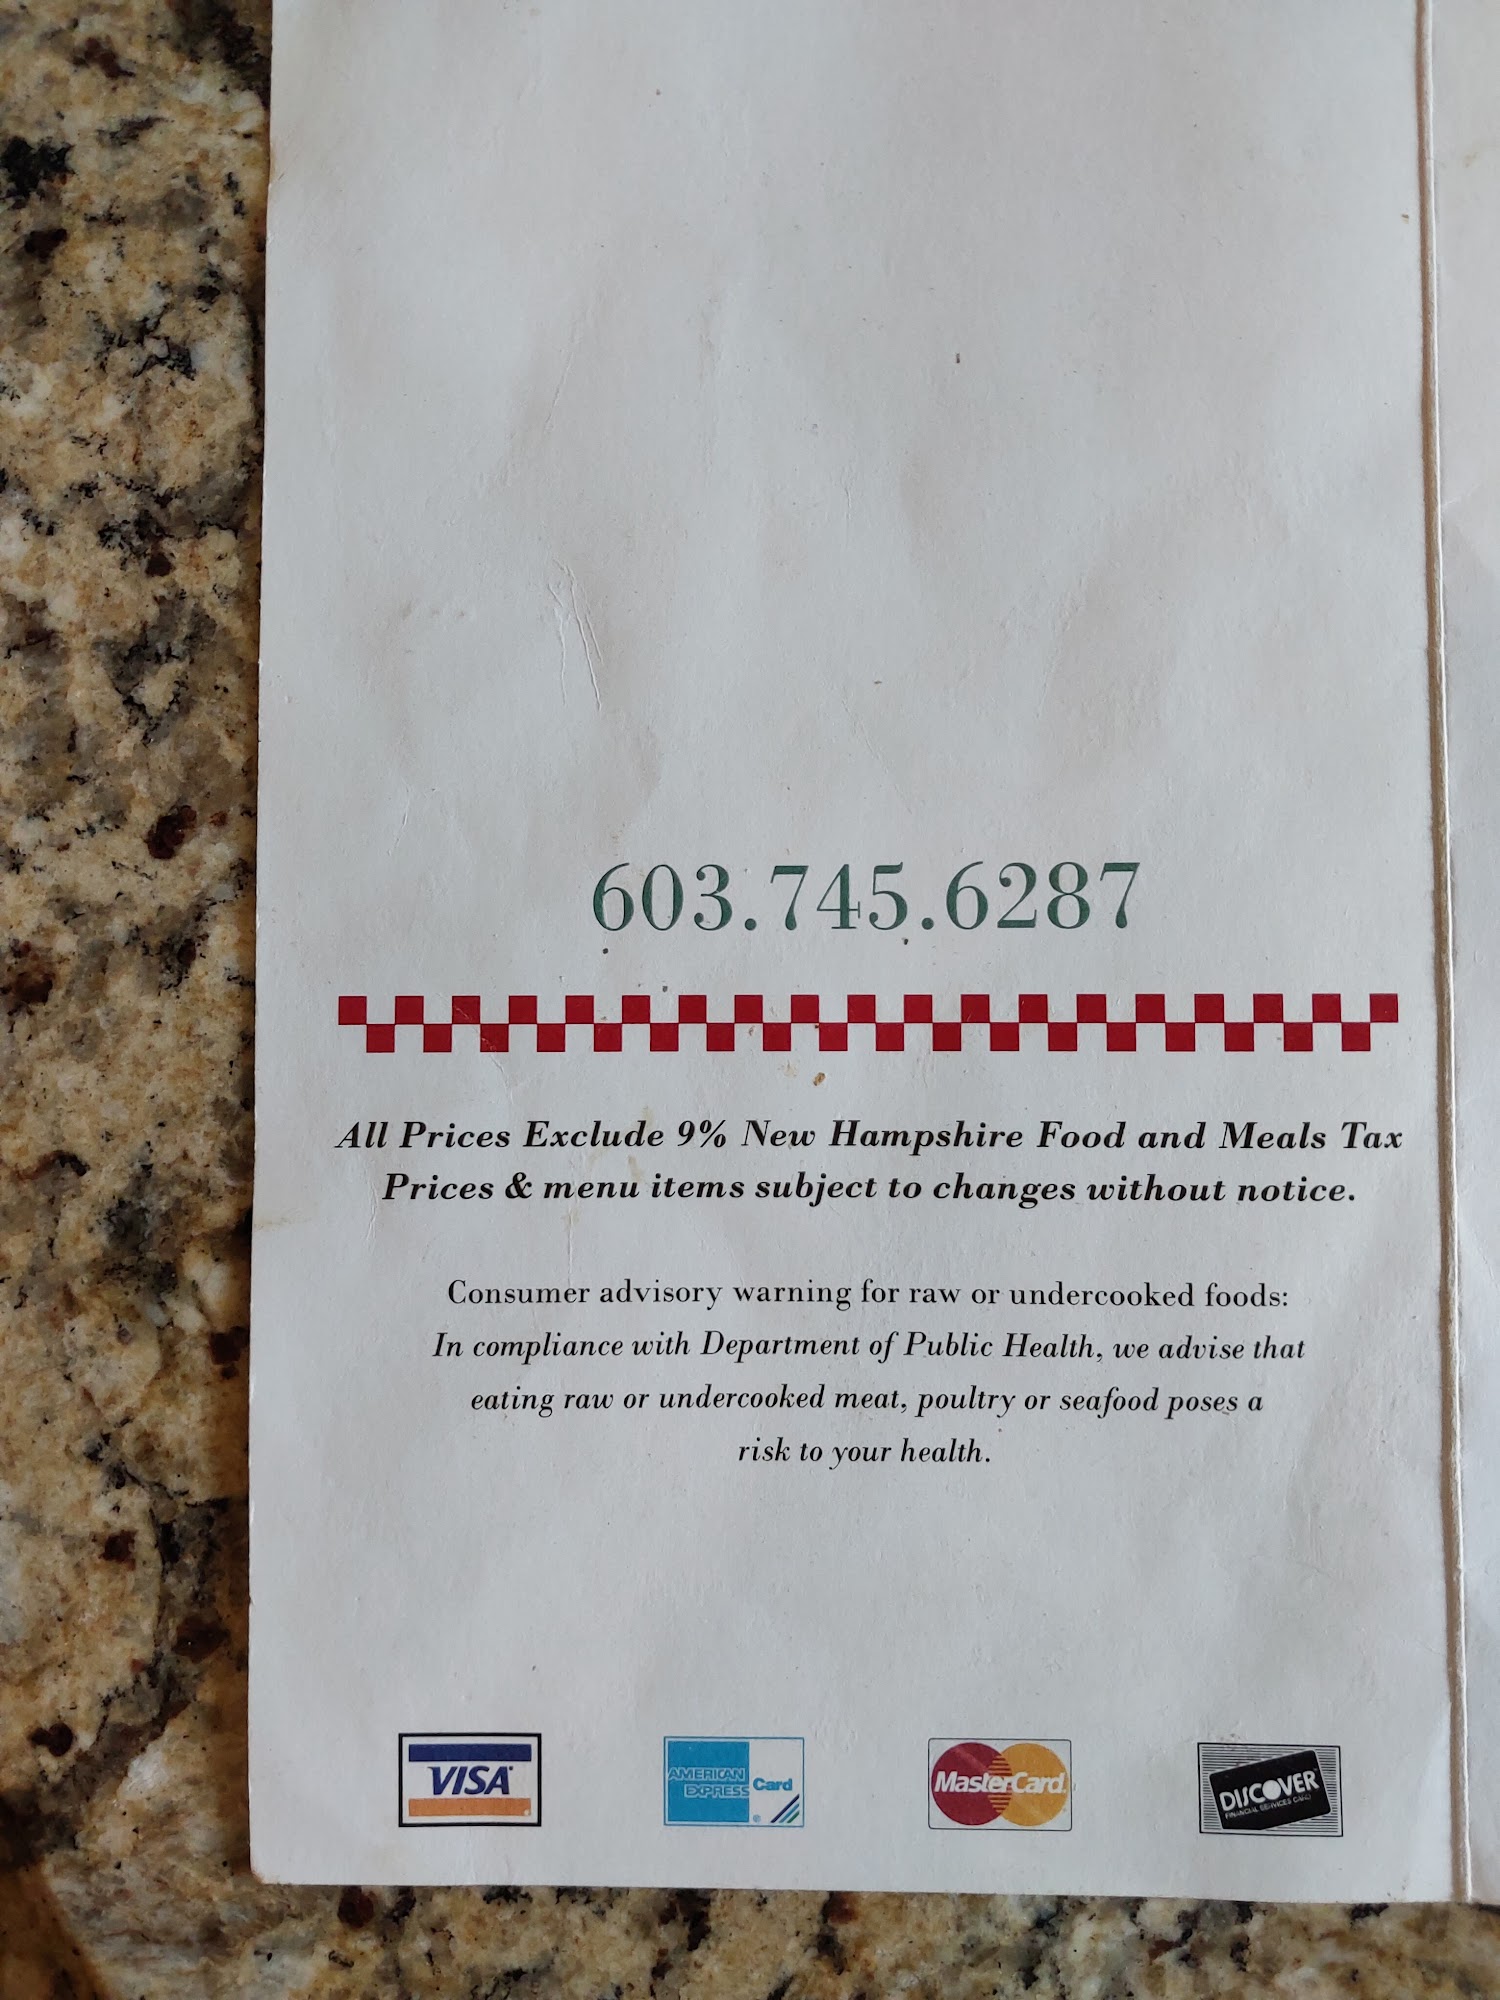 603.745.6287
All Prices Exclude 9% New Hampshire Food and Meals Tax
Prices & menu items subject to changes without notice.
Consumer advisory warning for raw or undercooked foods:
In compliance with Department of Public Health, we advise that
eating raw or undercooked meat, poultry or seafood poses a
risk to your health.
VISA
AMERICAN
EXPRESS Card
MasterCard
DISCOVER
FINANCIAL SERVICES CARD